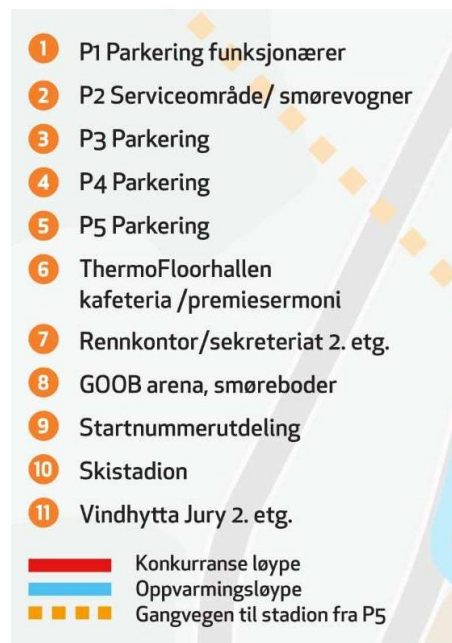 1 P1 Parkering funksjonærer
2 P2 Serviceområde/ smørevogner
3 P3 Parkering
4 P4 Parkering
5 P5 Parkering
6 ThermoFloorhallen
kafeteria /premiesermoni
7 Rennkontor/sekreteriat 2. etg.
8 GOOB arena, smøreboder
9 Startnummerutdeling
10 Skistadion
11 Vindhytta Jury 2. etg.
Konkurranse løype
Oppvarmingsløype
Gangvegen til stadion fra P5